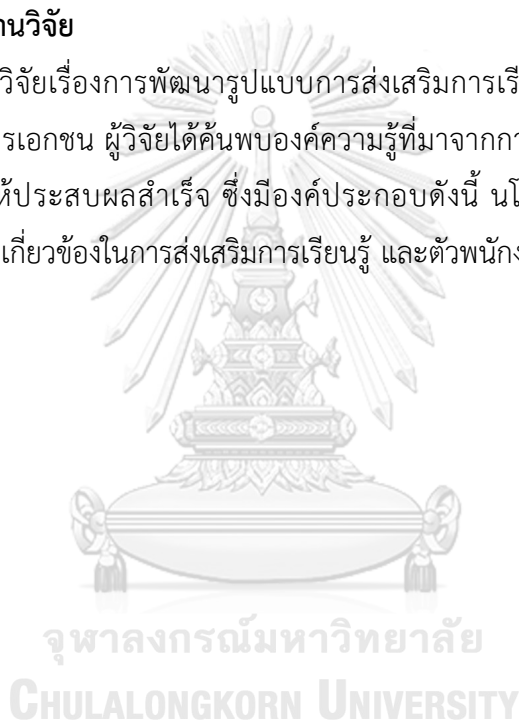 านวิจัย
วิจัยเรื่องการพัฒนารูปแบบการส่งเสริมการเรี
รเอกชน ผู้วิจัยได้ค้นพบองค์ความรู้ที่มาจากกา
ห้ประสบผลสำเร็จ ซึ่งมีองค์ประกอบดังนี้ นโ
เกี่ยวข้องในการส่งเสริมการเรียนรู้ และตัวพนักง
จุฬาลงกรณ์มหาวิทยาลัย
CHULALONGKORN UNIVERSITY